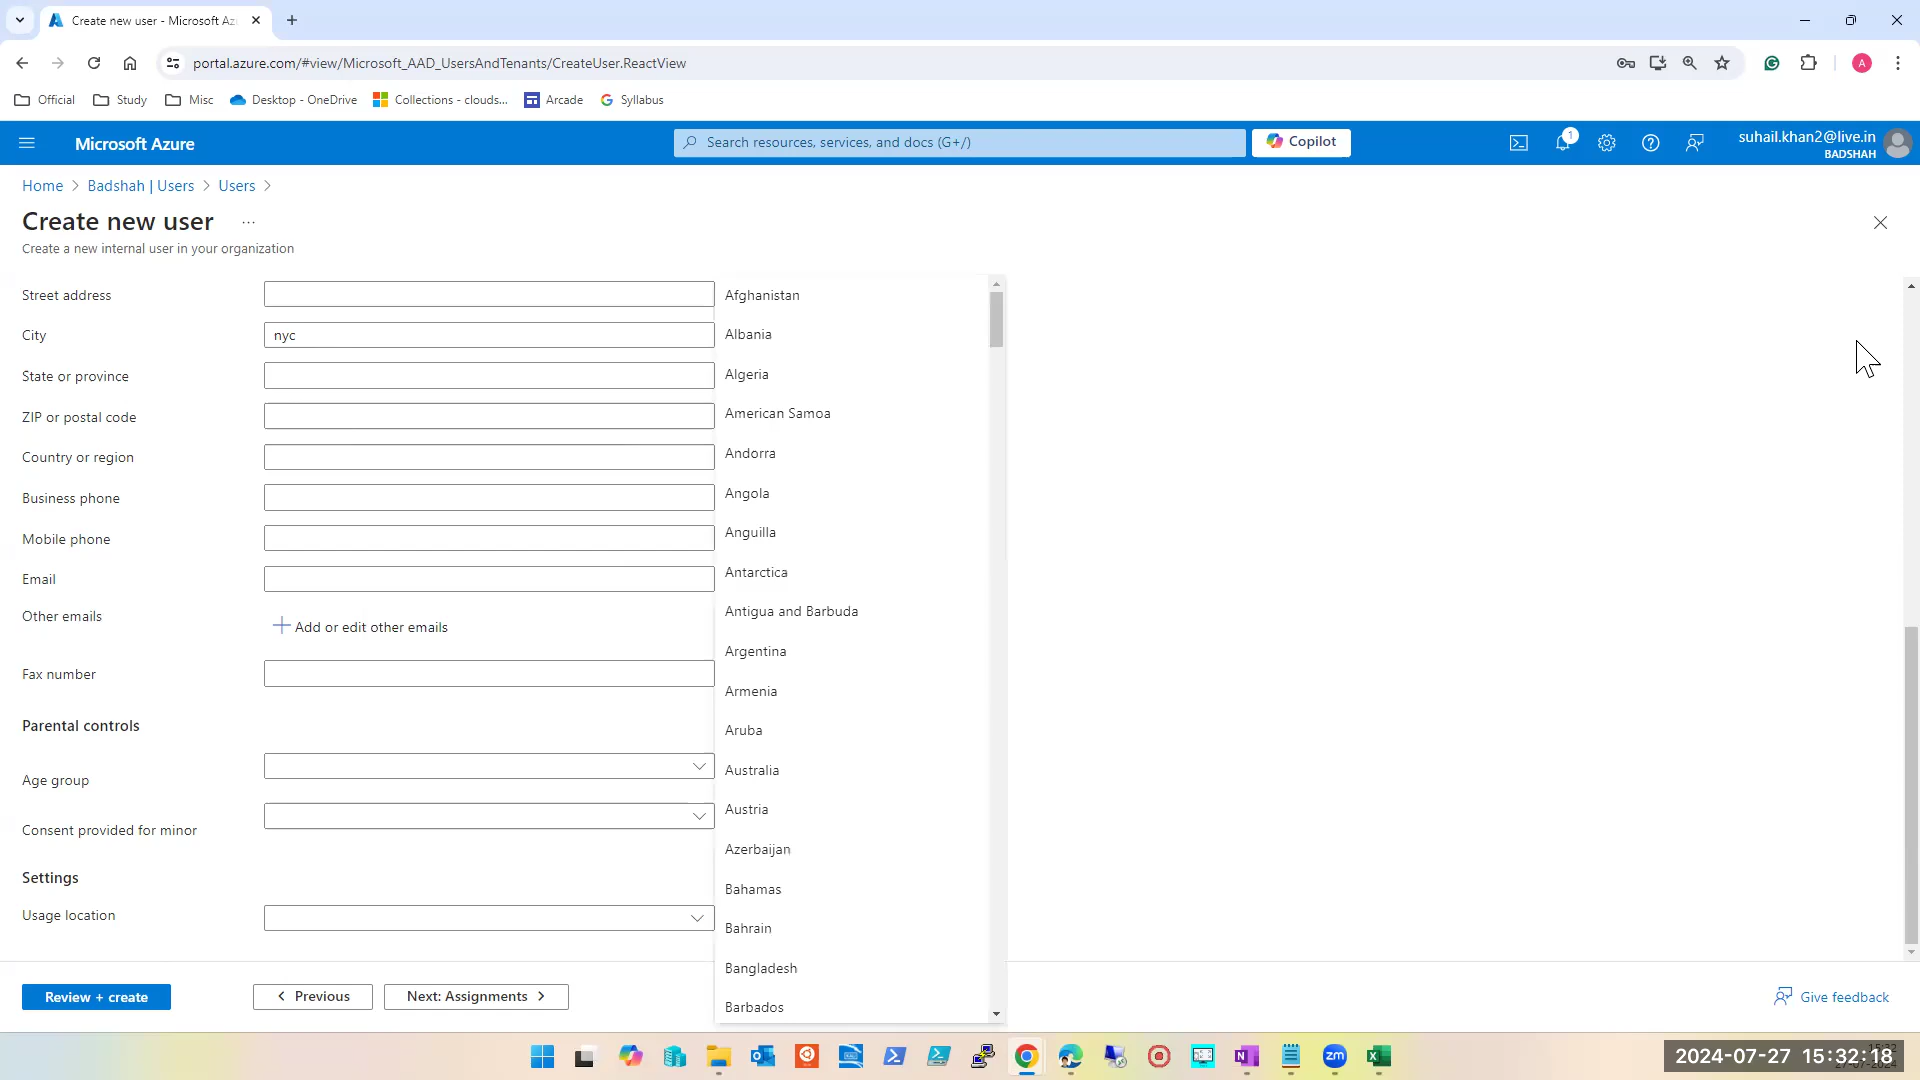 Create new user - Microsoft Az
portal.azure.com/#view/Microsoft_AAD_UsersAndTenants/CreateUser.ReactView
A
Official
Study
Misc
Desktop - OneDrive
Collections - clouds...
Arcade
Syllabus
Microsoft Azure
Search resources, services, and docs (G+/)
Copilot
1
suhail.khan2@live.in
BADSHAH
Home > Badshah | Users > Users >
Create new user ...
Create a new internal user in your organization
Street address
City
nyc
State or province
ZIP or postal code
Country or region
Business phone
Mobile phone
Email
Other emails
Add or edit other emails
Fax number
Parental controls
Age group
Consent provided for minor
Settings
Usage location
Afghanistan
Albania
Algeria
American Samoa
Andorra
Angola
Anguilla
Antarctica
Antigua and Barbuda
Argentina
Armenia
Aruba
Australia
Austria
Azerbaijan
Bahamas
Bahrain
Bangladesh
Barbados
Review + create
< Previous
Next: Assignments >
Give feedback
zm
2024-07-27 15:32:18
27-07-2024